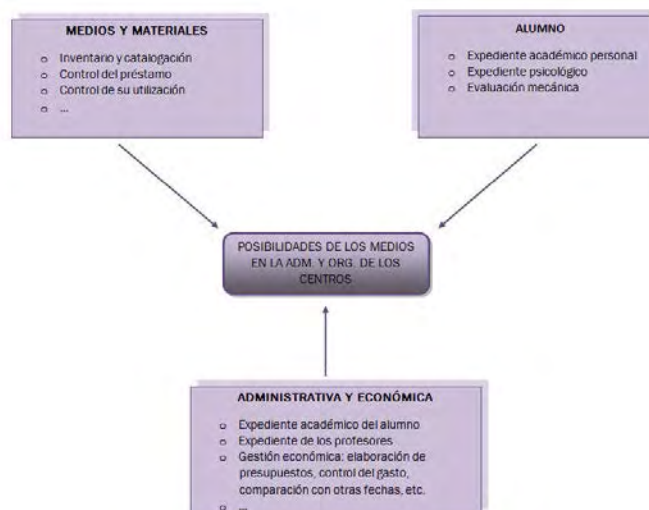 MEDIOS Y MATERIALES
o Inventario y catalogación
o Control del préstamo
o Control de su utilización
o ...
ALUMNO
o Expediente académico personal
o Expediente psicológico
o Evaluación mecánica
POSIBILIDADES DE LOS MEDIOS
EN LA ADM. Y ORG. DE LOS
CENTROS
ADMINISTRATIVA Y ECONÓMICA
o Expediente académico del alumno
o Expediente de los profesores
o Gestión económica: elaboración de
presupuestos, control del gasto,
comparación con otras fechas, etc.
o ...